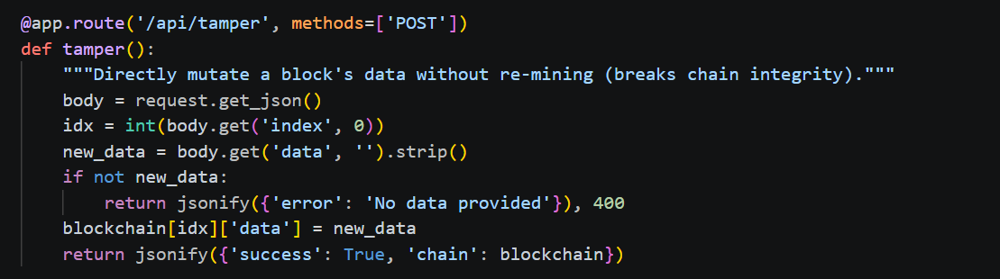 @app.route('/api/tamper', methods=['POST'])
def tamper():
    """Directly mutate a block's data without re-mining (breaks chain integrity)."""
    body = request.get_json()
    idx = int(body.get('index', 0))
    new_data = body.get('data', '').strip()
    if not new_data:
        return jsonify({'error': 'No data provided'}), 400
    blockchain[idx]['data'] = new_data
    return jsonify({'success': True, 'chain': blockchain})